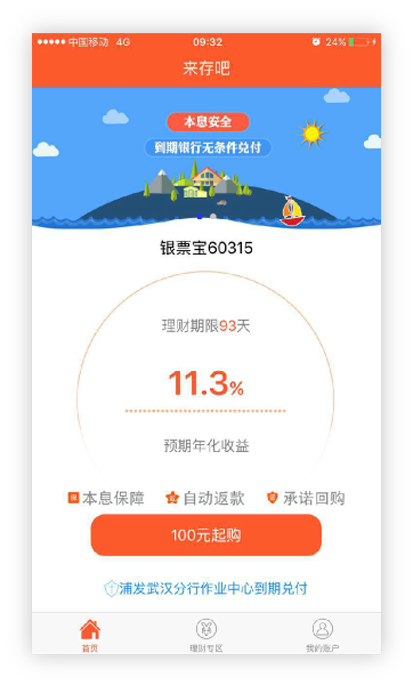 中国移动 4G 09:32 24%
来存吧
本息安全
到期银行无条件兑付
银票宝60315
理财期限93天
11.3%
预期年化收益
保 本息保障 自动返款 承诺回购
100元起购
浦发武汉分行作业中心到期兑付
首页 理财专区 我的账户